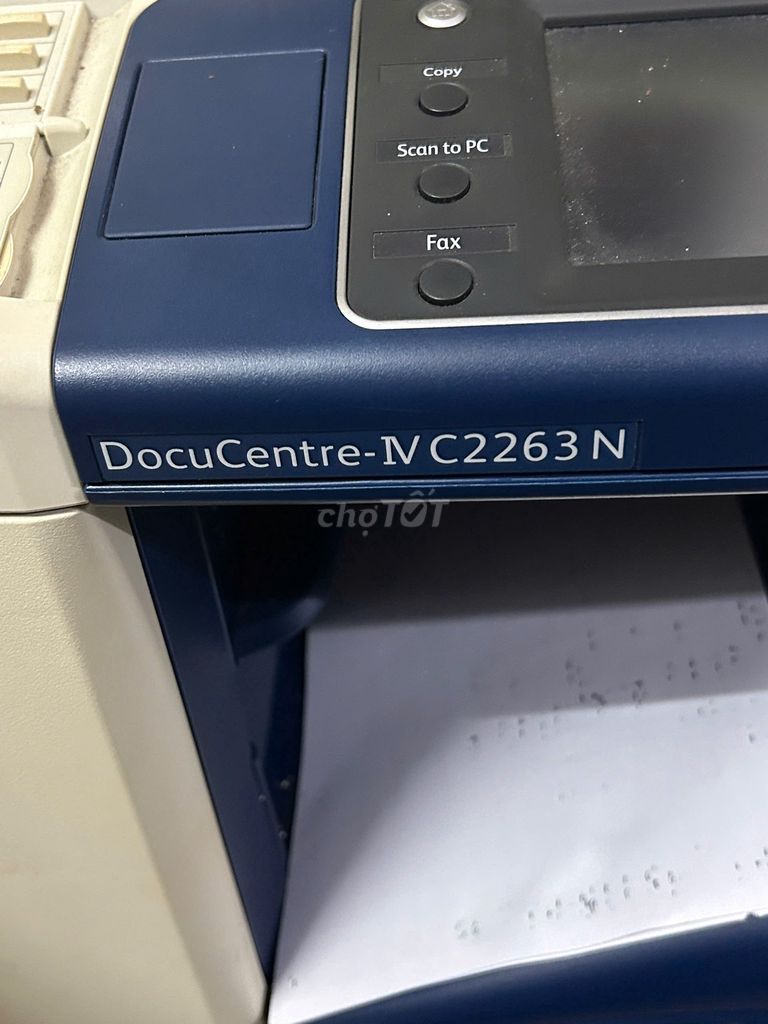 Copy
Scan to PC
Fax
DocuCentre-IV C2263 N
chợTỐT